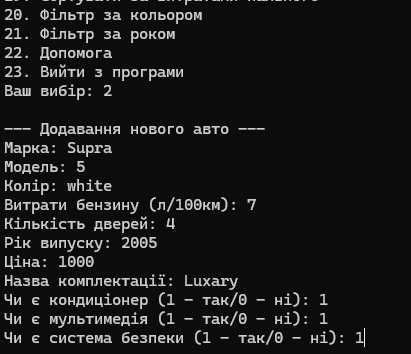 20. Фільтр за кольором
21. Фільтр за роком
22. Допомога
23. Вийти з програми
Ваш вибір: 2
--- Додавання нового авто ---
Марка: Supra
Модель: 5
Колір: white
Витрати бензину (л/100км): 7
Кількість дверей: 4
Рік випуску: 2005
Ціна: 1000
Назва комплектації: Luxary
Чи є кондиціонер (1 - так/0 - ні): 1
Чи є мультимедія (1 - так/0 - ні): 1
Чи є система безпеки (1 - так/0 - ні): 1